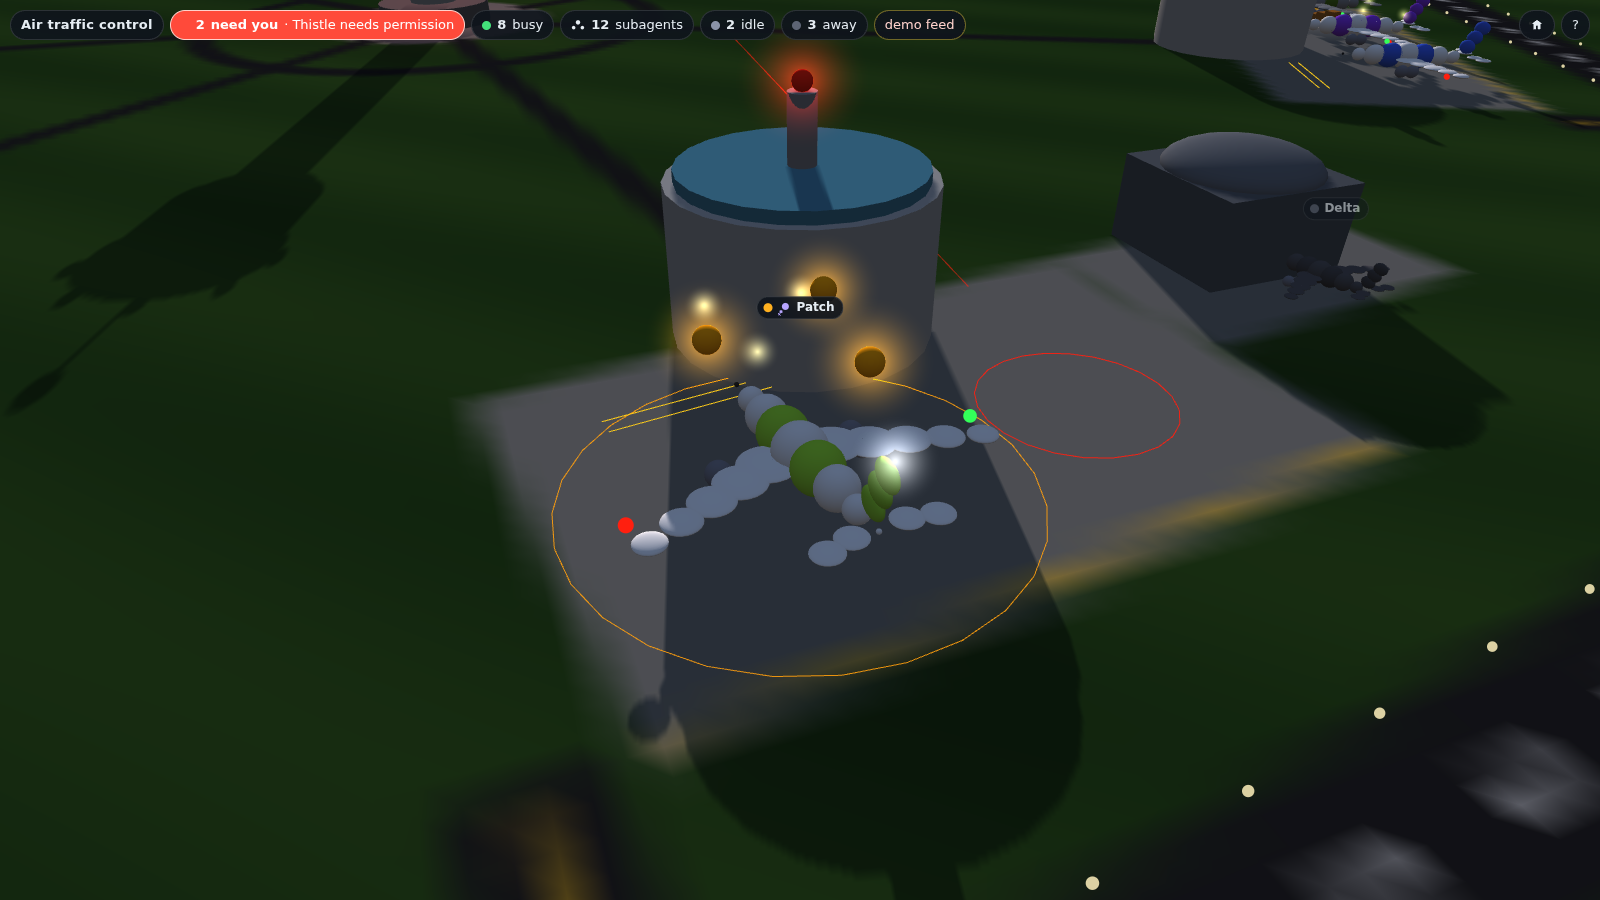 Air traffic control
2 need you · Thistle needs permission
8 busy
12 subagents
2 idle
3 away
demo feed
?
Delta
Patch